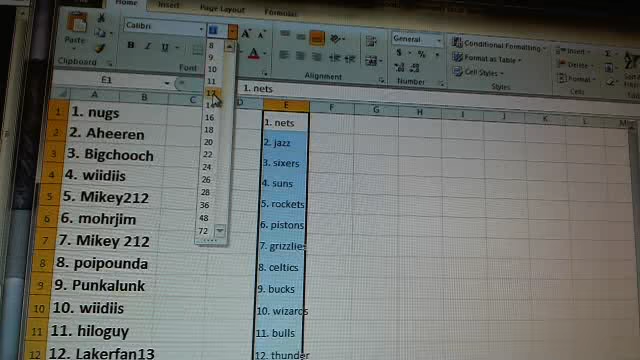 Home Insert Page Layout Formulas
Calibri
Paste
B I U
A
General
$ %
Conditional Formatting
Format as Table
Cell Styles
Insert
Delete
Format
Σ
Clipboard Font Alignment Number Styles Cells
E1 1. nets
A B C D E F G H I J K L
1 1. nugs 1. nets
2 2. Aheeren 2. jazz
3 3. Bigchooch 3. sixers
4 4. wiidiis 4. suns
5 5. Mikey212 5. rockets
6 6. mohrjim 6. pistons
7 7. Mikey 212 7. grizzlies
8 8. poipounda 8. celtics
9 9. Punkalunk 9. bucks
10 10. wiidiis 10. wizards
11 11. hiloguy 11. bulls
12 12. Lakerfan13 12. thunder
8
9
10
11
12
14
16
18
20
22
24
26
28
36
48
72